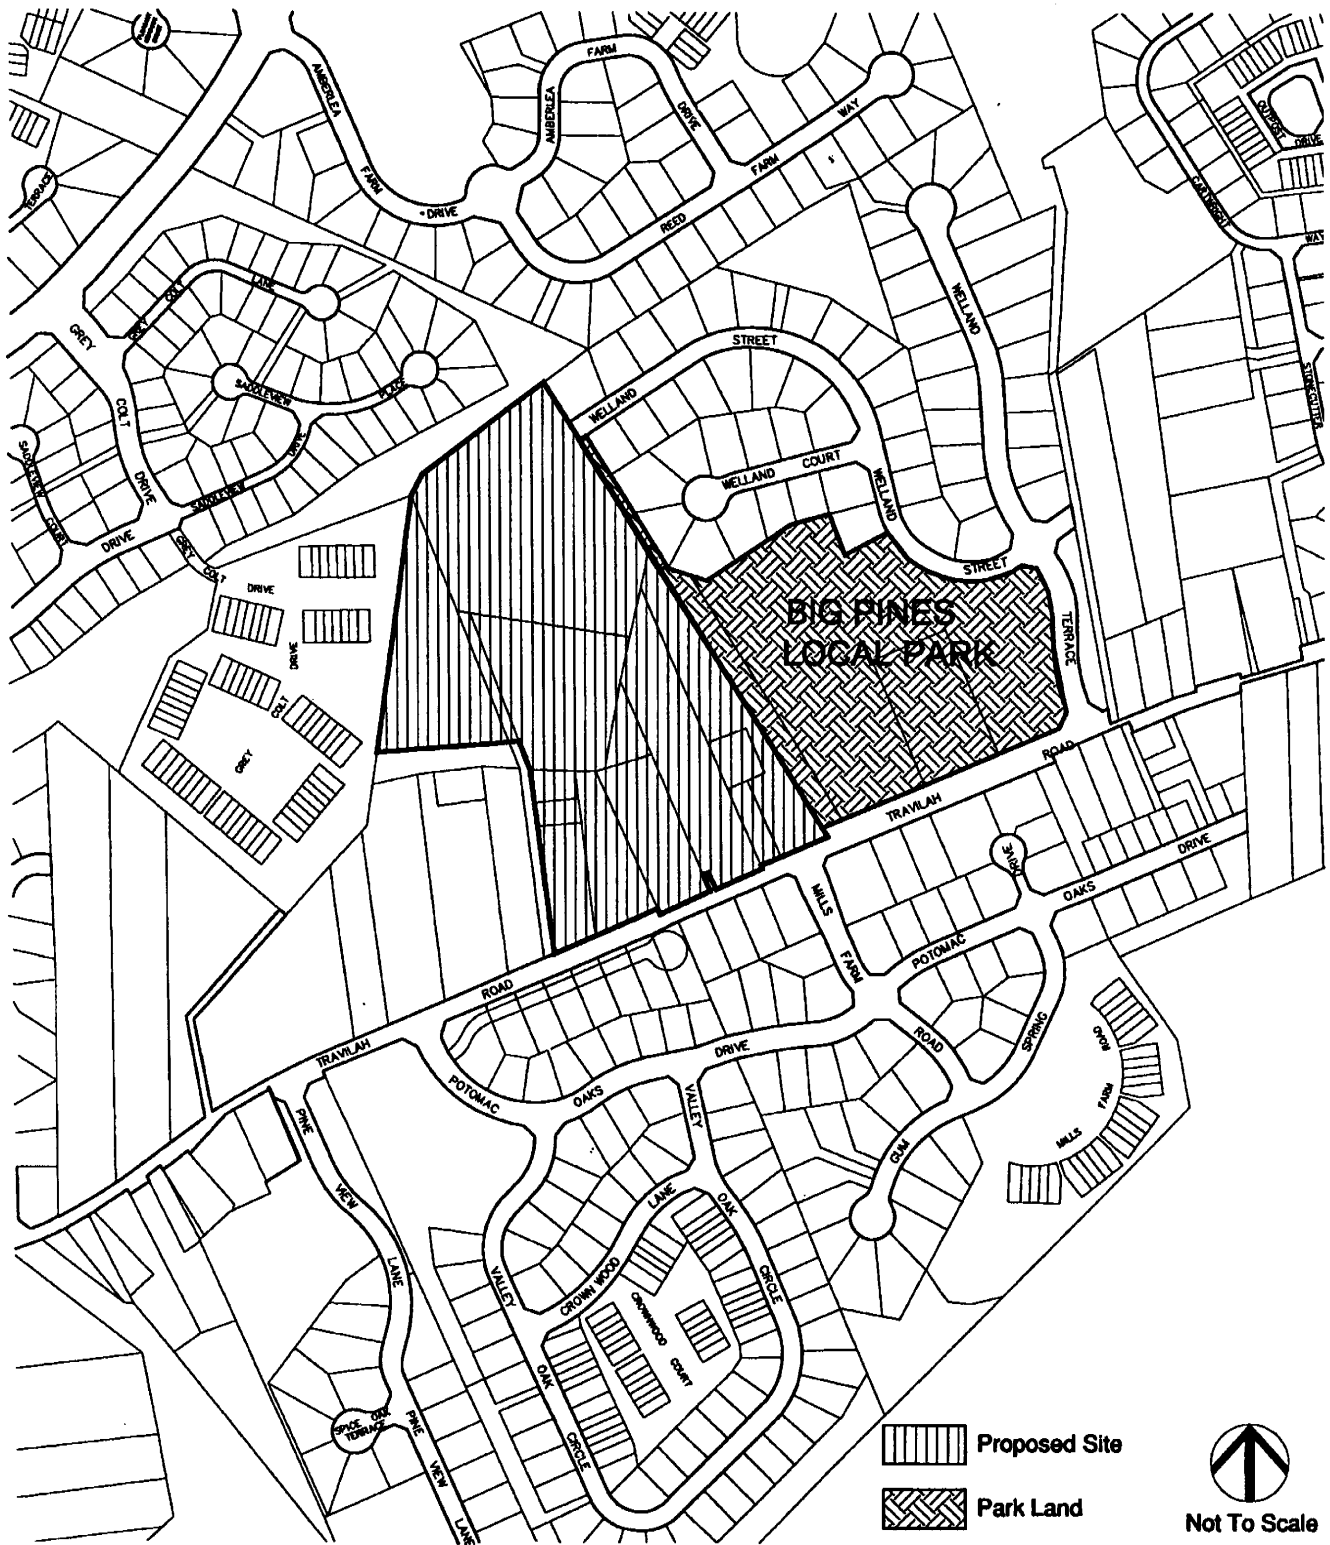 AMBERLEA
FARM
DRIVE
AMBERLEA
FARM
DRIVE
REED
FARM
WAY
TERRACE
OUTPOST
DRIVE
CARTWRIGHT
WAY
STONECUTTER
GREY
COLT
LANE
GREY
COLT
DRIVE
SADDLEVIEW
PLACE
SADDLEVIEW
DRIVE
SADDLEVIEW
COURT
DRIVE
GREY
COLT
DRIVE
DRIVE
COLT
GREY
WELLAND
STREET
WELLAND
COURT
WELLAND
STREET
WELLAND
TERRACE
BIG PINES
LOCAL PARK
TRAVILAH
ROAD
DRIVE
OAKS
DRIVE
POTOMAC
MILLS
FARM
ROAD
SPRING
GUM
ROAD
FARM
MILLS
ROAD
TRAVILAH
POTOMAC
OAKS
DRIVE
VALLEY
OAK
CIRCLE
LANE
CROWN WOOD
CROWNWOOD
COURT
VALLEY
OAK
CIRCLE
PINE
VIEW
LANE
SPICE OAK
TERRACE
PINE
VIEW
LANE
Proposed Site
Park Land
Not To Scale